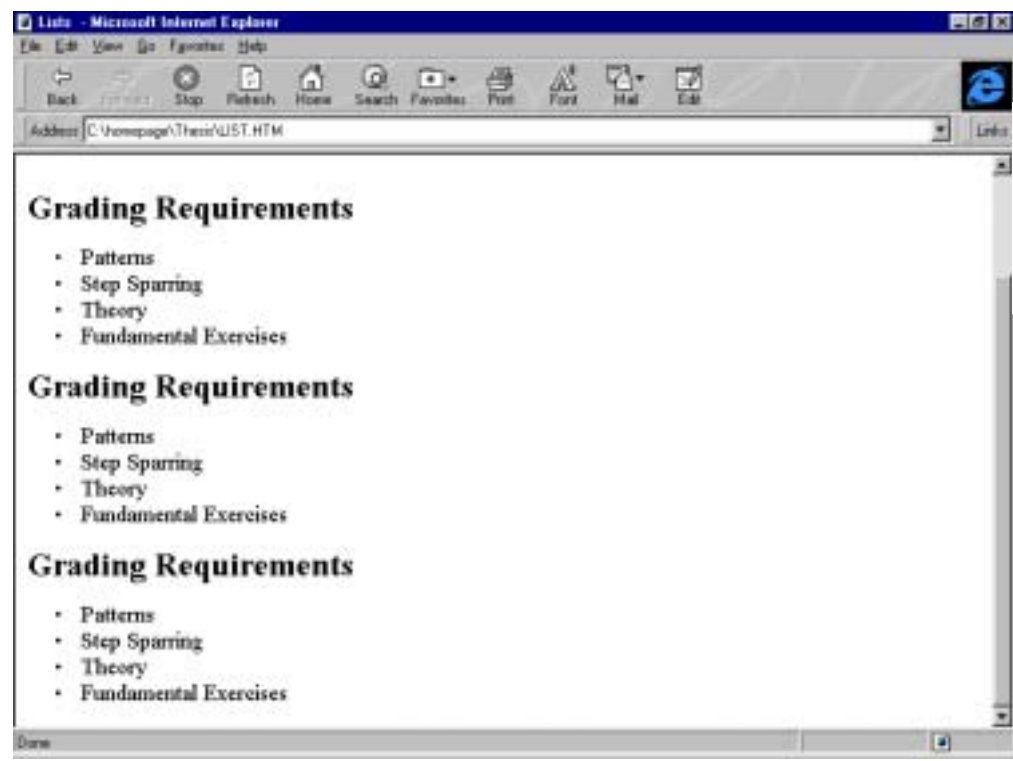 Lists - Microsoft Internet Explorer
File Edit View Go Favorites Help
Back Forward Stop Refresh Home Search Favorites Print Font Mail Edit
Address C:\homepage\Thesis\LIST.HTM Links
Grading Requirements
• Patterns
• Step Sparring
• Theory
• Fundamental Exercises
Grading Requirements
• Patterns
• Step Sparring
• Theory
• Fundamental Exercises
Grading Requirements
• Patterns
• Step Sparring
• Theory
• Fundamental Exercises
Done